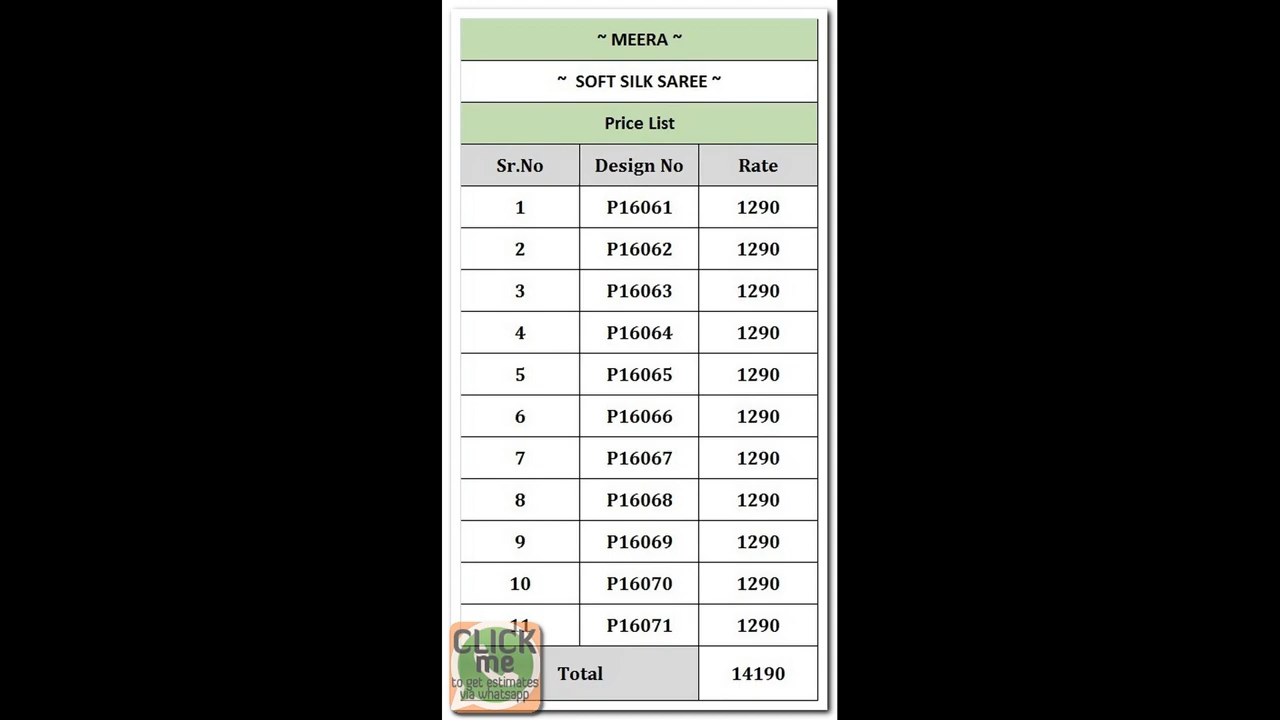 ~ MEERA ~
~ SOFT SILK SAREE ~
Price List
Sr.No Design No Rate
1 P16061 1290
2 P16062 1290
3 P16063 1290
4 P16064 1290
5 P16065 1290
6 P16066 1290
7 P16067 1290
8 P16068 1290
9 P16069 1290
10 P16070 1290
11 P16071 1290
Total 14190
CLICK
me
to get estimates
via whatsapp